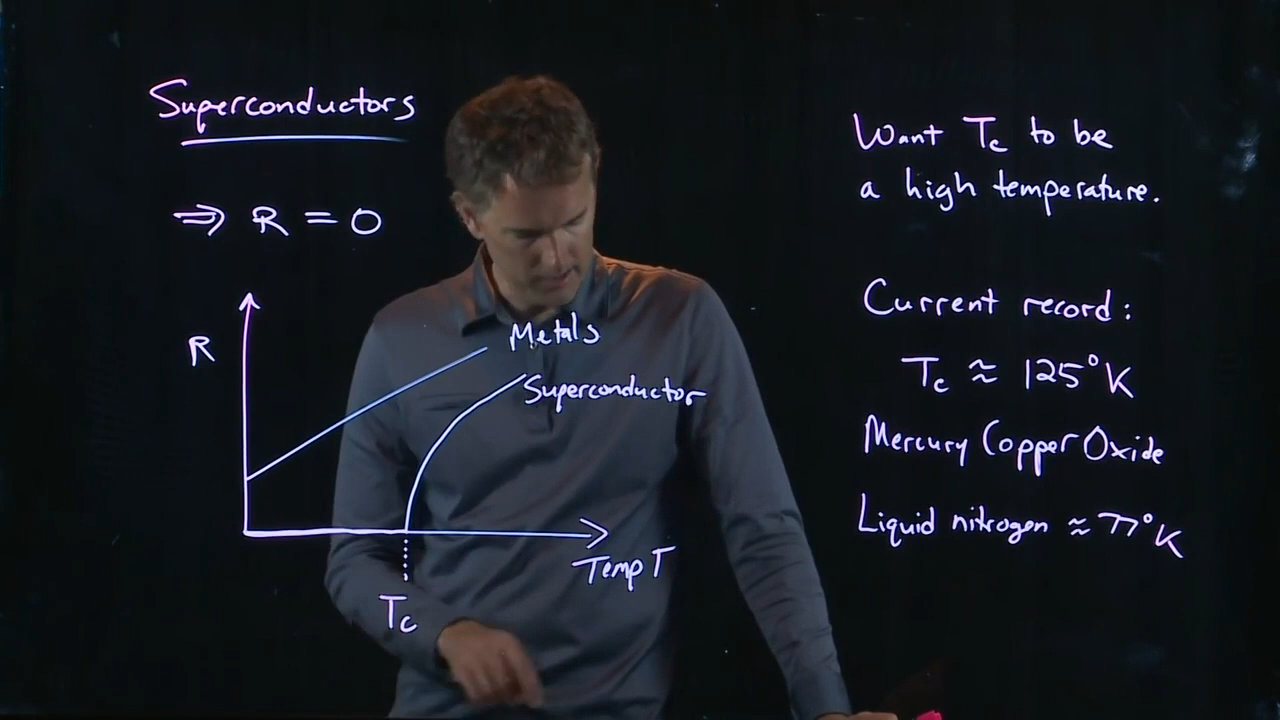 Superconductors
⇒ R = 0
R
Metals
Superconductor
Temp T
Tc
Want Tc to be
a high temperature.
Current record:
Tc ≈ 125°K
Mercury Copper Oxide
Liquid nitrogen ≈ 77°K